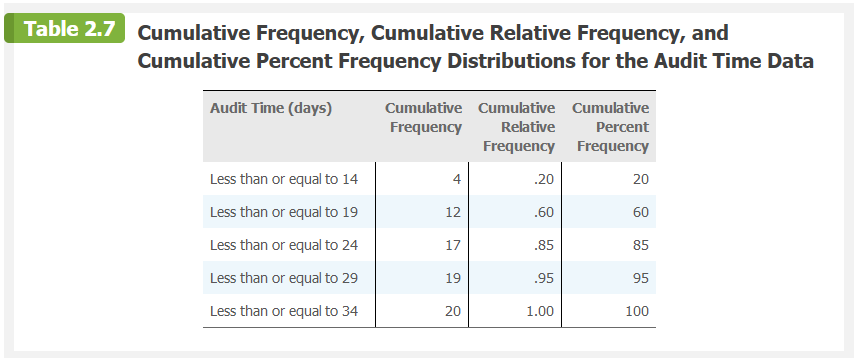 Table 2.7
Cumulative Frequency, Cumulative Relative Frequency, and
Cumulative Percent Frequency Distributions for the Audit Time Data
Audit Time (days) Cumulative Frequency Cumulative Relative Frequency Cumulative Percent Frequency
Less than or equal to 14 4 .20 20
Less than or equal to 19 12 .60 60
Less than or equal to 24 17 .85 85
Less than or equal to 29 19 .95 95
Less than or equal to 34 20 1.00 100